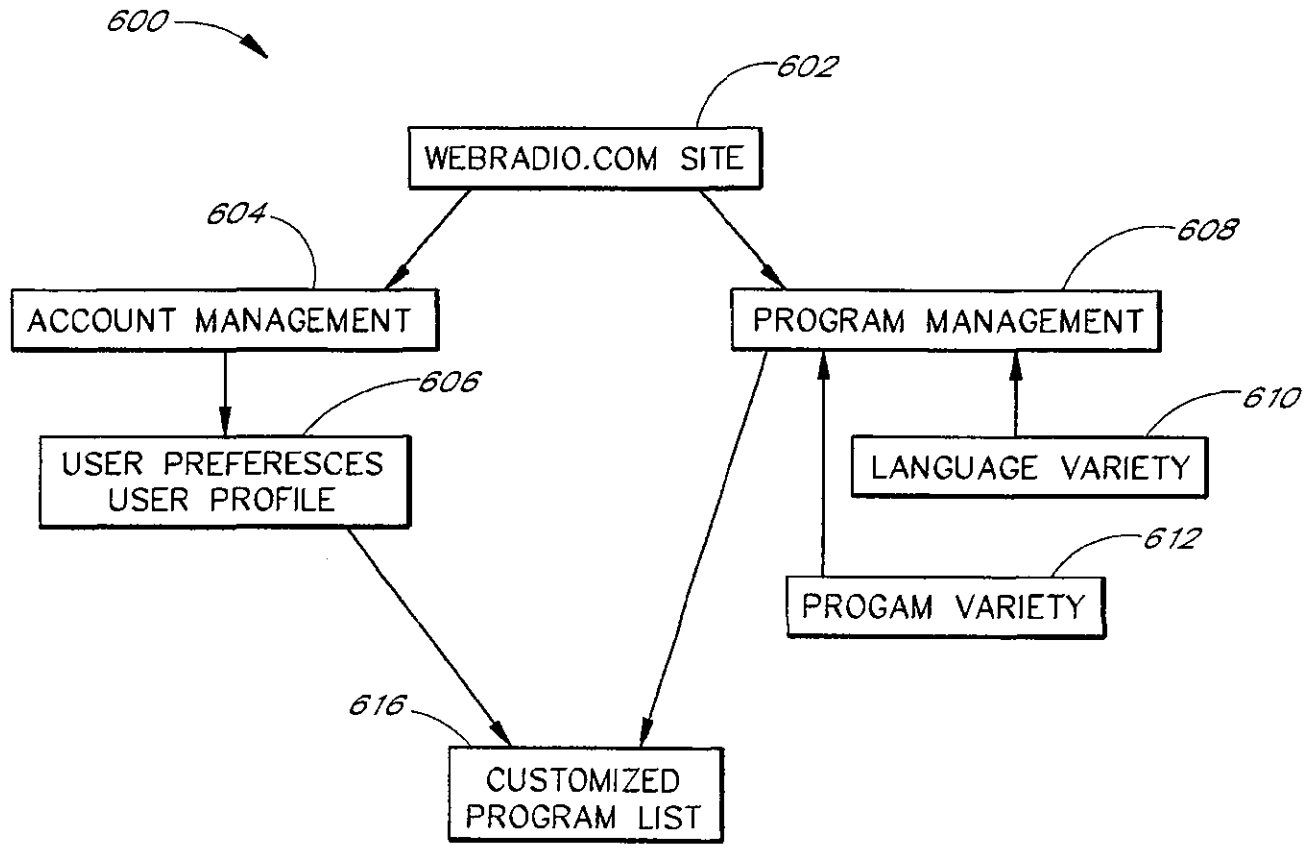 600
602
WEBRADIO.COM SITE
604
608
ACCOUNT MANAGEMENT
PROGRAM MANAGEMENT
606
610
USER PREFERESCES
USER PROFILE
LANGUAGE VARIETY
612
PROGAM VARIETY
616
CUSTOMIZED
PROGRAM LIST